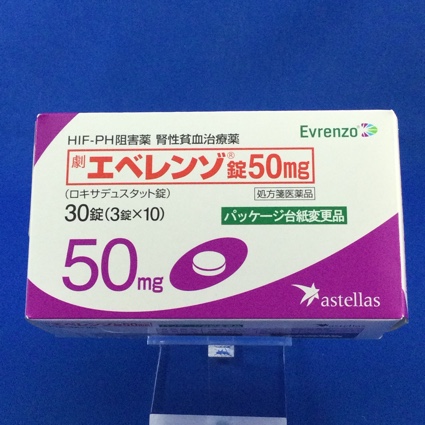 Evrenzo
HIF-PH阻害薬 腎性貧血治療薬
劇 エベレンゾ®錠50mg
(ロキサデュスタット錠)
処方箋医薬品
30錠(3錠×10)
パッケージ台紙変更品
50mg
astellas